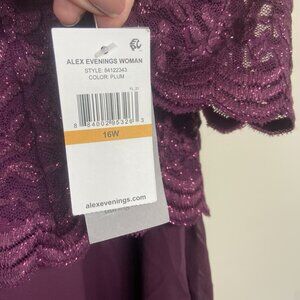 ALEX EVENINGS WOMAN
STYLE: 84122343
COLOR: PLUM
16W
alexevenings.com